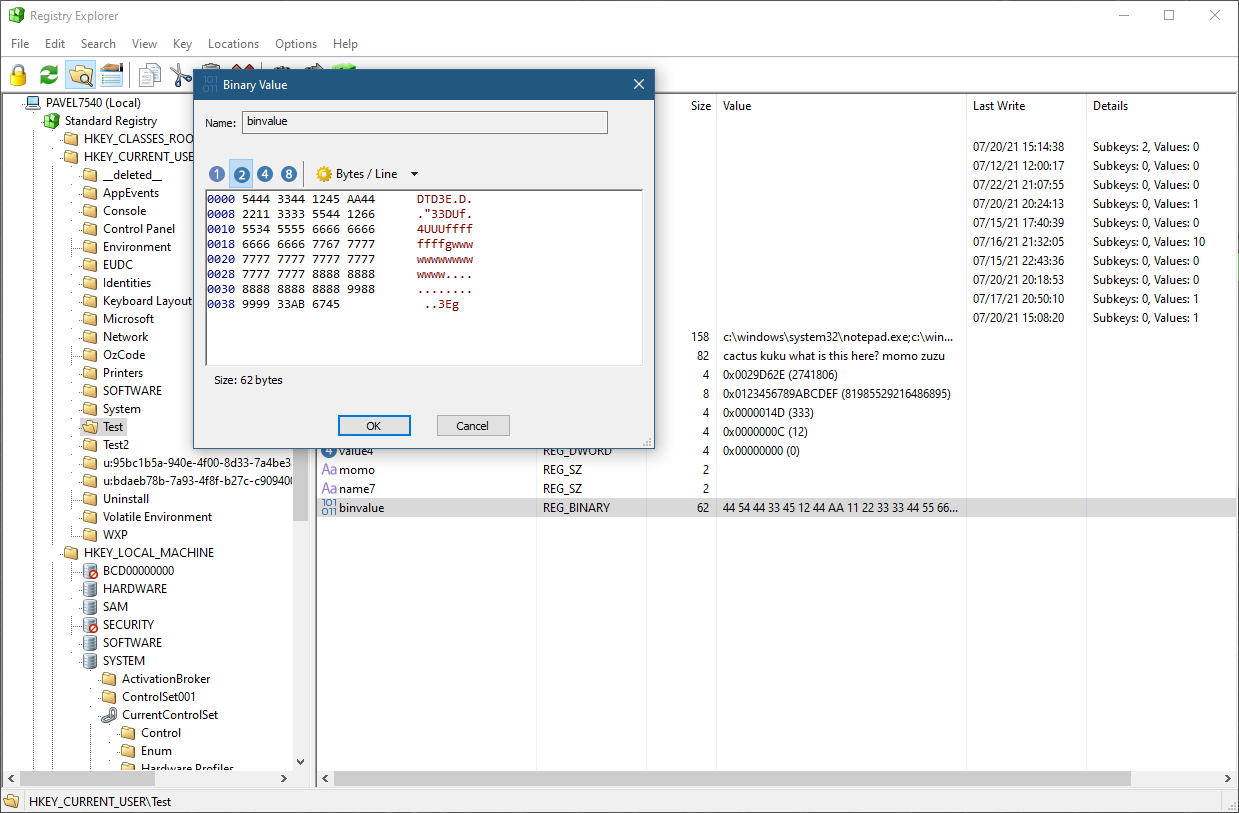 Registry Explorer
File Edit Search View Key Locations Options Help
PAVEL7540 (Local)
Standard Registry
HKEY_CLASSES_ROO
HKEY_CURRENT_USE
__deleted__
AppEvents
Console
Control Panel
Environment
EUDC
Identities
Keyboard Layout
Microsoft
Network
OzCode
Printers
SOFTWARE
System
Test
Test2
u:95bc1b5a-940e-4f00-8d33-7a4be3
u:bdaeb78b-7a93-4f8f-b27c-c90940
Uninstall
Volatile Environment
WXP
HKEY_LOCAL_MACHINE
BCD00000000
HARDWARE
SAM
SECURITY
SOFTWARE
SYSTEM
ActivationBroker
ControlSet001
CurrentControlSet
Control
Enum
Hardware Profiles
Binary Value
Name: binvalue
1 2 4 8 Bytes / Line
0000 5444 3344 1245 AA44 DTD3E.D.
0008 2211 3333 5544 1266 ."33DUf.
0010 5534 5555 6666 6666 4UUUffff
0018 6666 6666 7767 7777 ffffgwww
0020 7777 7777 7777 7777 wwwwwwww
0028 7777 7777 8888 8888 wwww....
0030 8888 8888 8888 9988 ........
0038 9999 33AB 6745 ..3Eg
Size: 62 bytes
OK Cancel
Size Value Last Write Details
07/20/21 15:14:38 Subkeys: 2, Values: 0
07/12/21 12:00:17 Subkeys: 0, Values: 0
07/22/21 21:07:55 Subkeys: 0, Values: 0
07/20/21 20:24:13 Subkeys: 0, Values: 1
07/15/21 17:40:39 Subkeys: 0, Values: 0
07/16/21 21:32:05 Subkeys: 0, Values: 10
07/15/21 22:43:36 Subkeys: 0, Values: 0
07/20/21 20:18:53 Subkeys: 0, Values: 0
07/17/21 20:50:10 Subkeys: 0, Values: 1
07/20/21 15:08:20 Subkeys: 0, Values: 1
158 c:\windows\system32\notepad.exe;c:\win...
82 cactus kuku what is this here? momo zuzu
4 0x0029D62E (2741806)
8 0x0123456789ABCDEF (81985529216486895)
4 0x0000014D (333)
4 0x0000000C (12)
4 value4 REG_DWORD 4 0x00000000 (0)
Aa momo REG_SZ 2
Aa name7 REG_SZ 2
binvalue REG_BINARY 62 44 54 44 33 45 12 44 AA 11 22 33 33 44 55 66...
HKEY_CURRENT_USER\Test